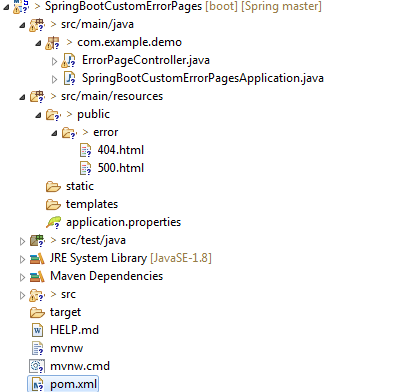 > SpringBootCustomErrorPages [boot] [Spring master]
> src/main/java
> com.example.demo
> ErrorPageController.java
> SpringBootCustomErrorPagesApplication.java
> src/main/resources
> public
> error
404.html
500.html
static
templates
application.properties
> src/test/java
JRE System Library [JavaSE-1.8]
Maven Dependencies
> src
target
HELP.md
mvnw
mvnw.cmd
pom.xml